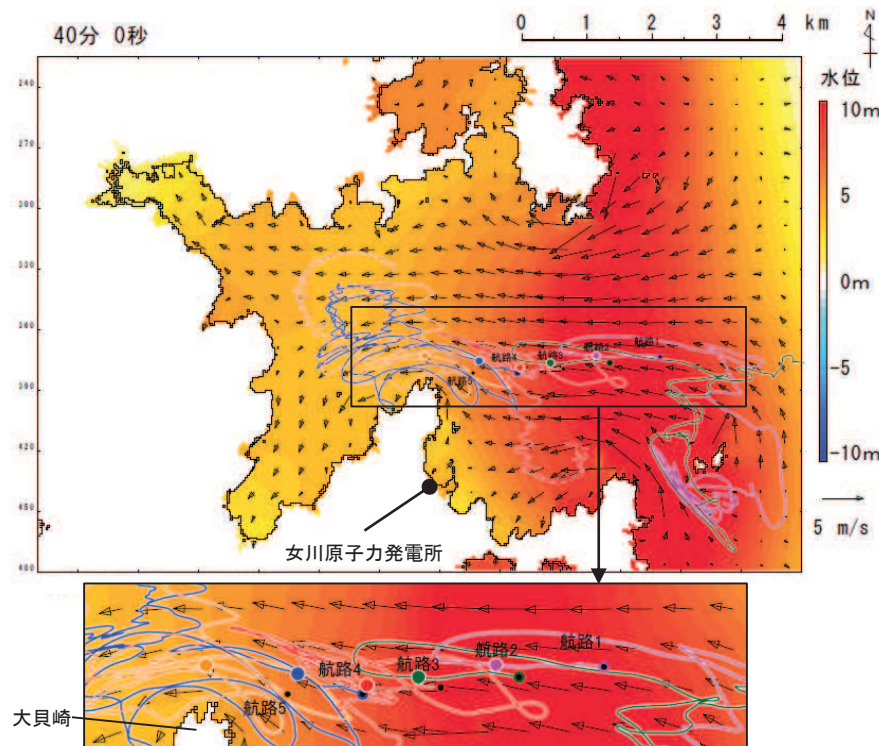 40分 0秒
0 1 2 3 4 km
N
水位
10m
5
0m
-5
-10m
5 m/s
240
270
300
330
360
390
420
450
480
航路1
航路2
航路3
航路4
航路5
女川原子力発電所
航路1
航路2
航路3
航路4
航路5
大貝崎